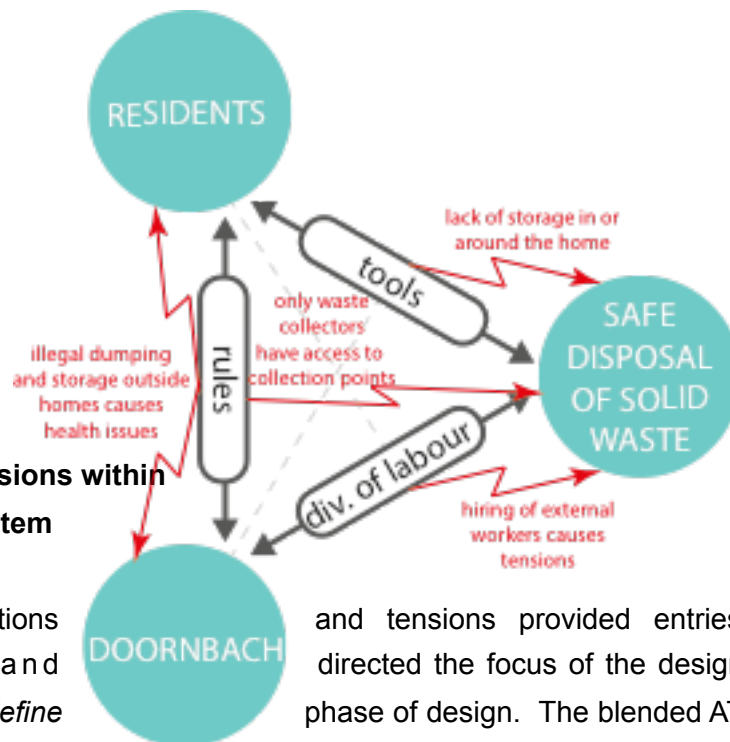 RESIDENTS
lack of storage in or
around the home
tools
SAFE
DISPOSAL
OF SOLID
WASTE
only waste
collectors
have access to
collection points
rules
illegal dumping
and storage outside
homes causes
health issues
div. of labour
hiring of external
workers causes
tensions
sions within
tem
DOORNBACH
tions and tensions provided entries
and directed the focus of the design
efine phase of design. The blended AT